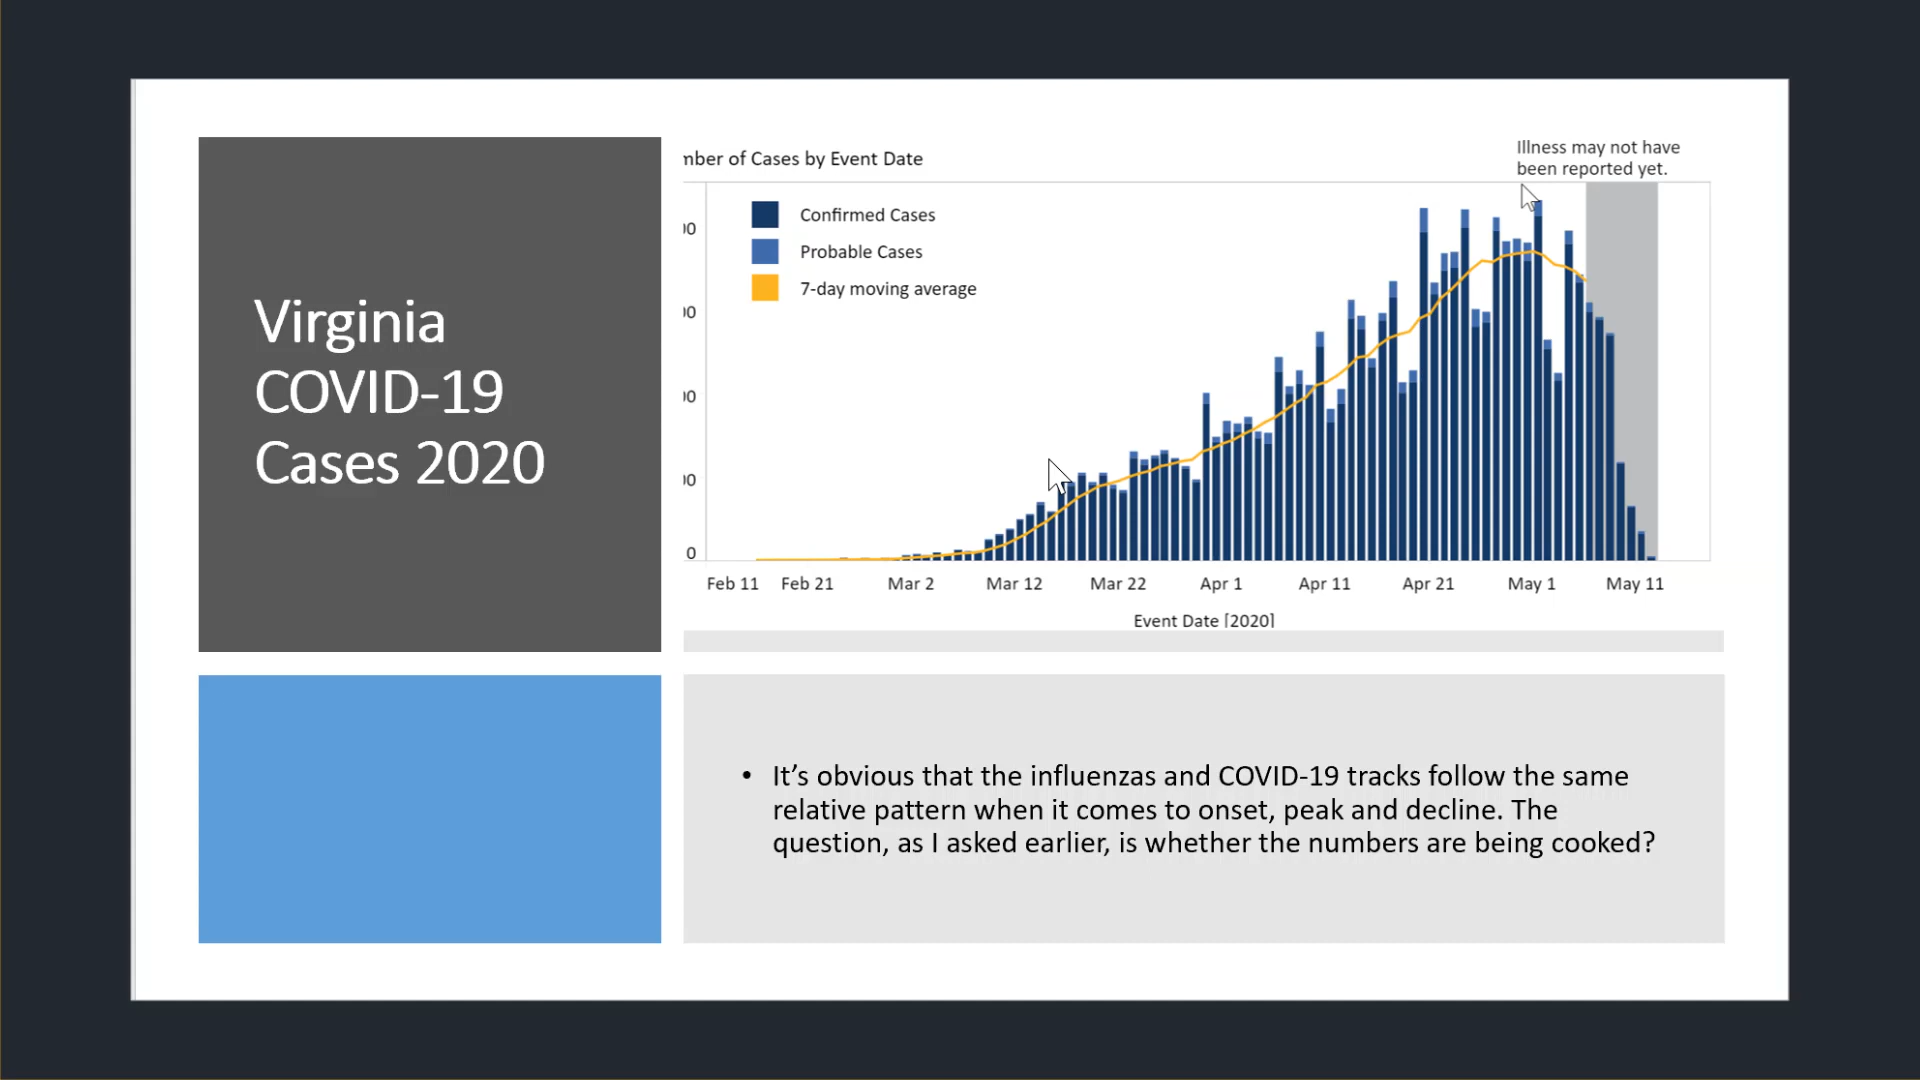 Virginia
COVID-19
Cases 2020
nber of Cases by Event Date
Illness may not have
been reported yet.
Confirmed Cases
Probable Cases
7-day moving average
00
00
00
00
0
Feb 11 Feb 21 Mar 2 Mar 12 Mar 22 Apr 1 Apr 11 Apr 21 May 1 May 11
Event Date [2020]
• It’s obvious that the influenzas and COVID-19 tracks follow the same
relative pattern when it comes to onset, peak and decline. The
question, as I asked earlier, is whether the numbers are being cooked?